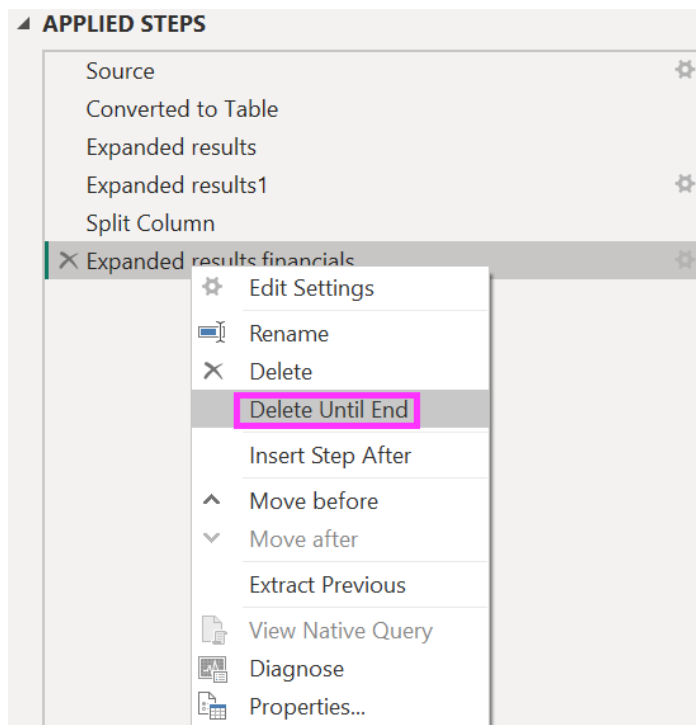 APPLIED STEPS
Source
Converted to Table
Expanded results
Expanded results1
Split Column
Expanded results financials
Edit Settings
Rename
Delete
Delete Until End
Insert Step After
Move before
Move after
Extract Previous
View Native Query
Diagnose
Properties...